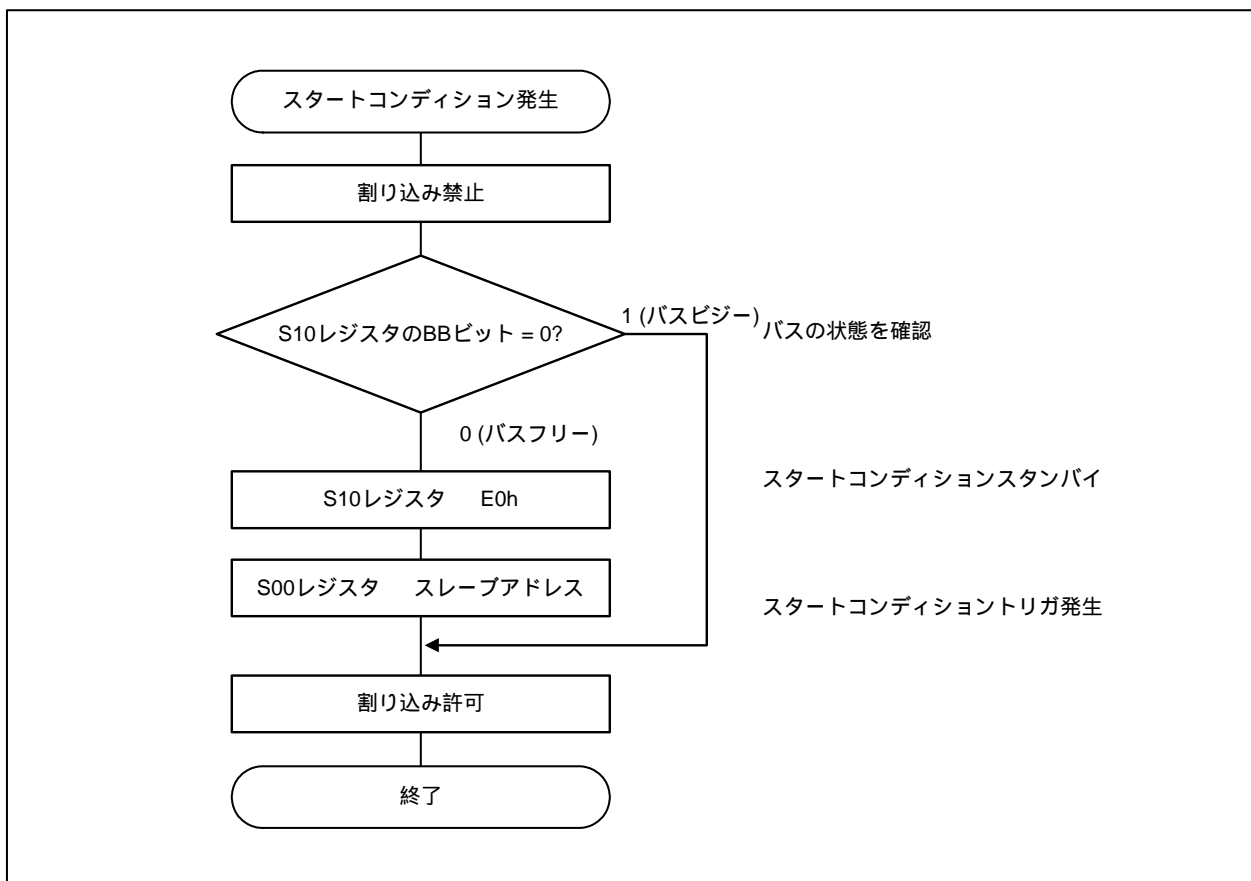 スタートコンディション発生
割り込み禁止
S10レジスタのBBビット = 0?
1 (バスビジー)
バスの状態を確認
0 (バスフリー)
S10レジスタ E0h
スタートコンディションスタンバイ
S00レジスタ スレーブアドレス
スタートコンディショントリガ発生
割り込み許可
終了